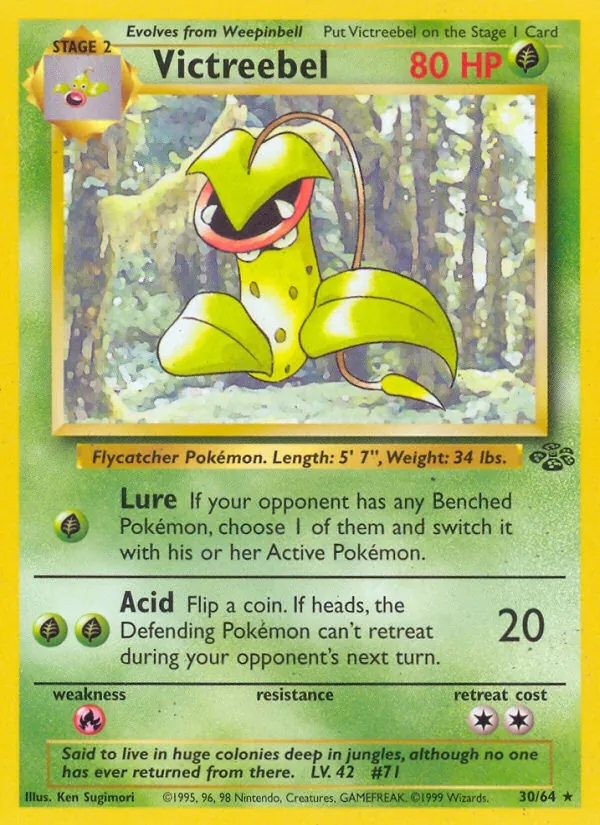 Evolves from Weepinbell Put Victreebel on the Stage 1 Card
STAGE 2
Victreebel 80 HP
Flycatcher Pokémon. Length: 5' 7", Weight: 34 lbs.
Lure If your opponent has any Benched
Pokémon, choose 1 of them and switch it
with his or her Active Pokémon.
Acid Flip a coin. If heads, the
Defending Pokémon can't retreat
during your opponent's next turn.
20
weakness resistance retreat cost
Said to live in huge colonies deep in jungles, although no one
has ever returned from there. LV. 42 #71
Illus. Ken Sugimori ©1995, 96, 98 Nintendo, Creatures, GAMEFREAK. ©1999 Wizards. 30/64 ★